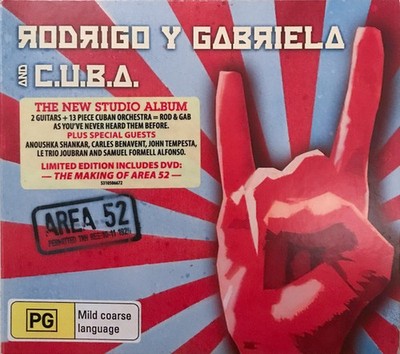 RODRIGO Y GABRIELA
AND C.U.B.A.
THE NEW STUDIO ALBUM
2 GUITARS + 13 PIECE CUBAN ORCHESTRA = ROD & GAB
AS YOU'VE NEVER HEARD THEM BEFORE.
PLUS SPECIAL GUESTS
ANOUSHKA SHANKAR, CARLES BENAVENT, JOHN TEMPESTA,
LE TRIO JOUBRAN AND SAMUEL FORMELL ALFONSO.
LIMITED EDITION INCLUDES DVD:
— THE MAKING OF AREA 52 —
5310506672
AREA 52
PG
Mild coarse
language